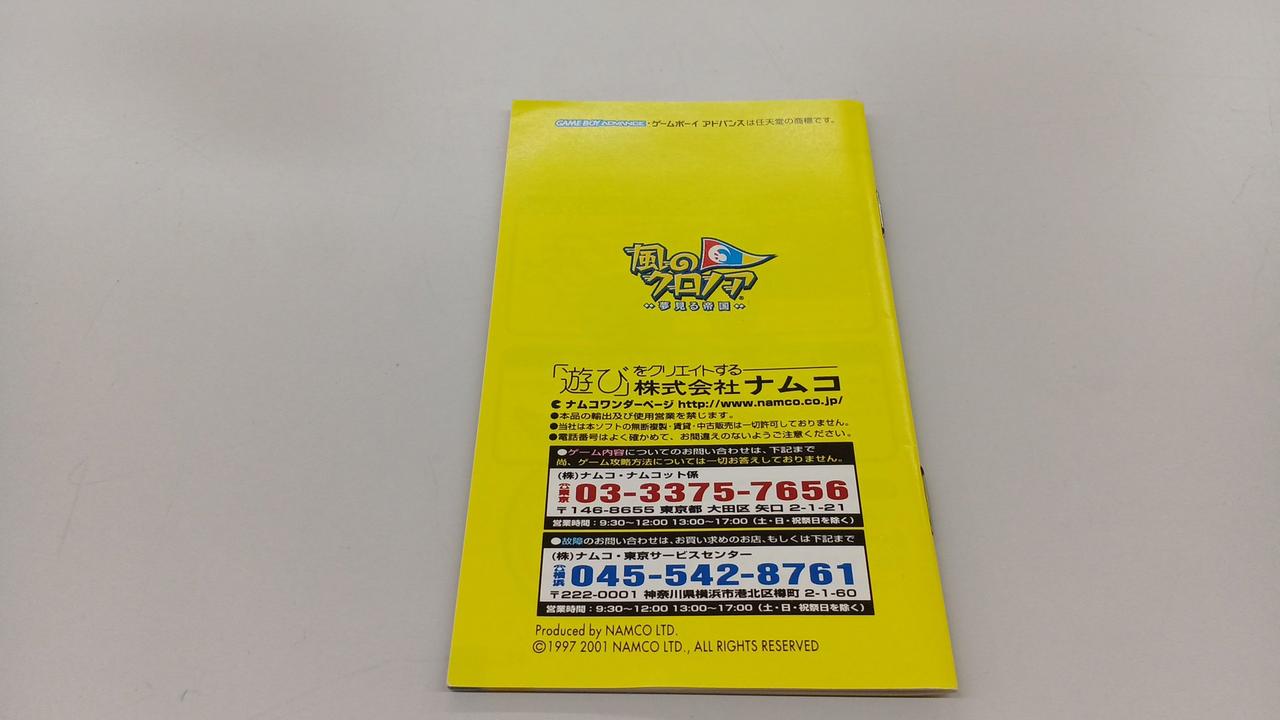 GAME BOY ADVANCE・ゲームボーイ アドバンスは任天堂の商標です。
風のクロノア
夢見る帝国
「遊び」をクリエイトする
株式会社ナムコ
ナムコワンダーページ http://www.namco.co.jp/
●本品の輸出及び使用営業を禁じます。
●当社は本ソフトの無断複製・賃貸・中古販売は一切許可しておりません。
●電話番号はよく確かめて、お間違えのないようご注意ください。
●ゲーム内容についてのお問い合わせは、下記まで
尚、ゲーム攻略方法については一切お答えしておりません。
(株)ナムコ・ナムコット係
東京 03-3375-7656
〒146-8655 東京都 大田区 矢口 2-1-21
営業時間：9:30〜12:00 13:00〜17:00（土・日・祝祭日を除く）
●故障のお問い合わせは、お買い求めのお店、もしくは下記まで
(株)ナムコ・東京サービスセンター
横浜 045-542-8761
〒222-0001 神奈川県横浜市港北区樽町 2-1-60
営業時間：9:30〜12:00 13:00〜17:00（土・日・祝祭日を除く）
Produced by NAMCO LTD.
©1997 2001 NAMCO LTD., ALL RIGHTS RESERVED